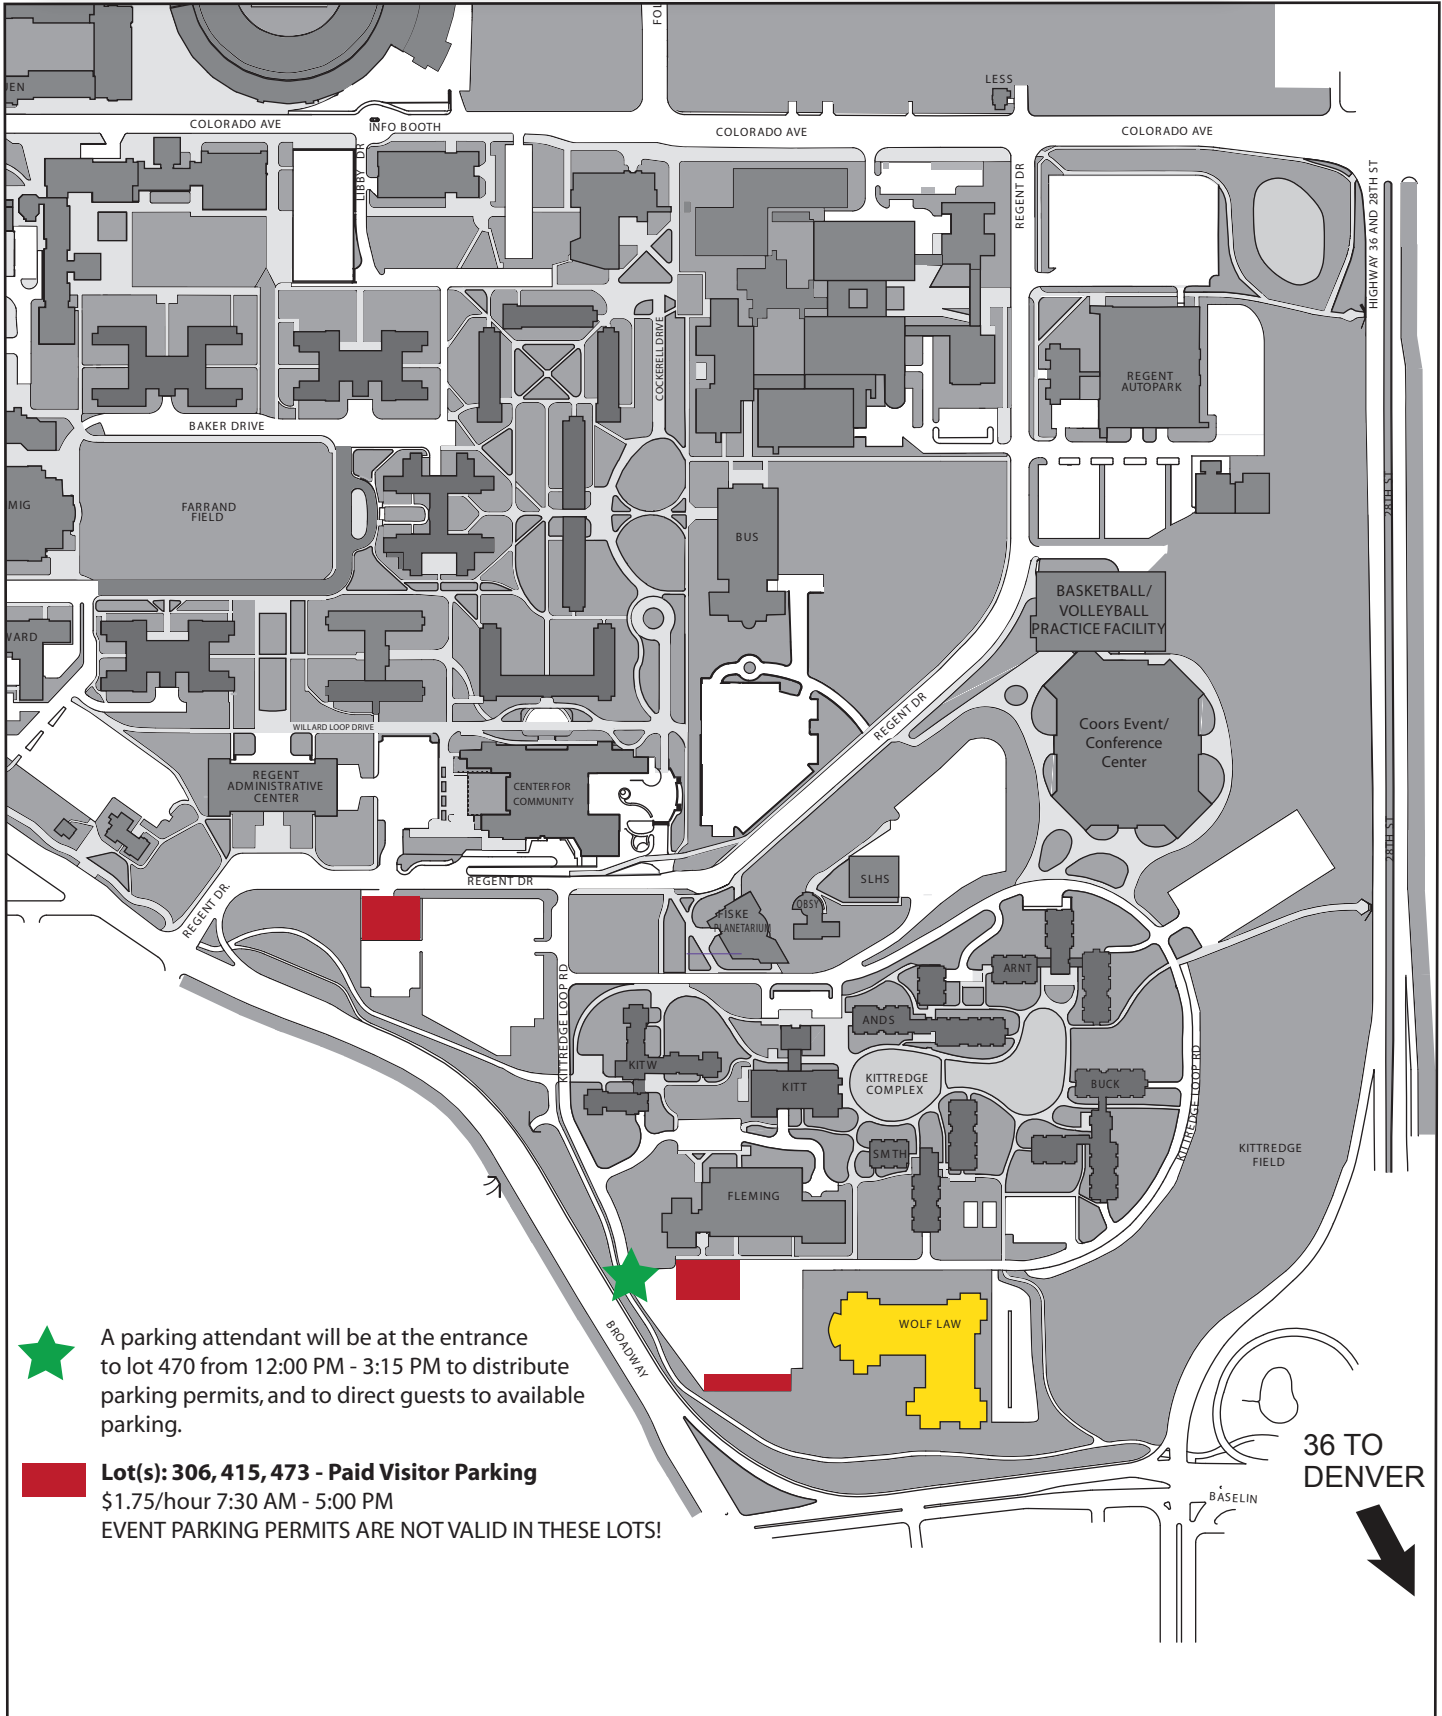 FOL
LESS
UEN
COLORADO AVE
INFO BOOTH
COLORADO AVE
COLORADO AVE
LIBBY DR
REGENT DR
HIGHWAY 36 AND 28TH ST
COCKERELL DRIVE
REGENT
AUTOPARK
BAKER DRIVE
MIG
FARRAND
FIELD
28TH ST
BUS
BASKETBALL/
VOLLEYBALL
PRACTICE FACILITY
WARD
WILLARD LOOP DRIVE
REGENT DR
Coors Event/
Conference
Center
REGENT
ADMINISTRATIVE
CENTER
CENTER FOR
COMMUNITY
28TH ST
REGENT DR
SLHS
REGENT DR.
FISKE
PLANETARIUM
OBSY
ARNT
KITTREDGE LOOP RD
ANDS
KITW
KITT
KITTREDGE
COMPLEX
BUCK
KITTREDGE LOOP RD
SMTH
KITTREDGE
FIELD
FLEMING
WOLF LAW
BROADWAY
A parking attendant will be at the entrance
to lot 470 from 12:00 PM - 3:15 PM to distribute
parking permits, and to direct guests to available
parking.
Lot(s): 306, 415, 473 - Paid Visitor Parking
$1.75/hour 7:30 AM - 5:00 PM
EVENT PARKING PERMITS ARE NOT VALID IN THESE LOTS!
36 TO
DENVER
BASELIN